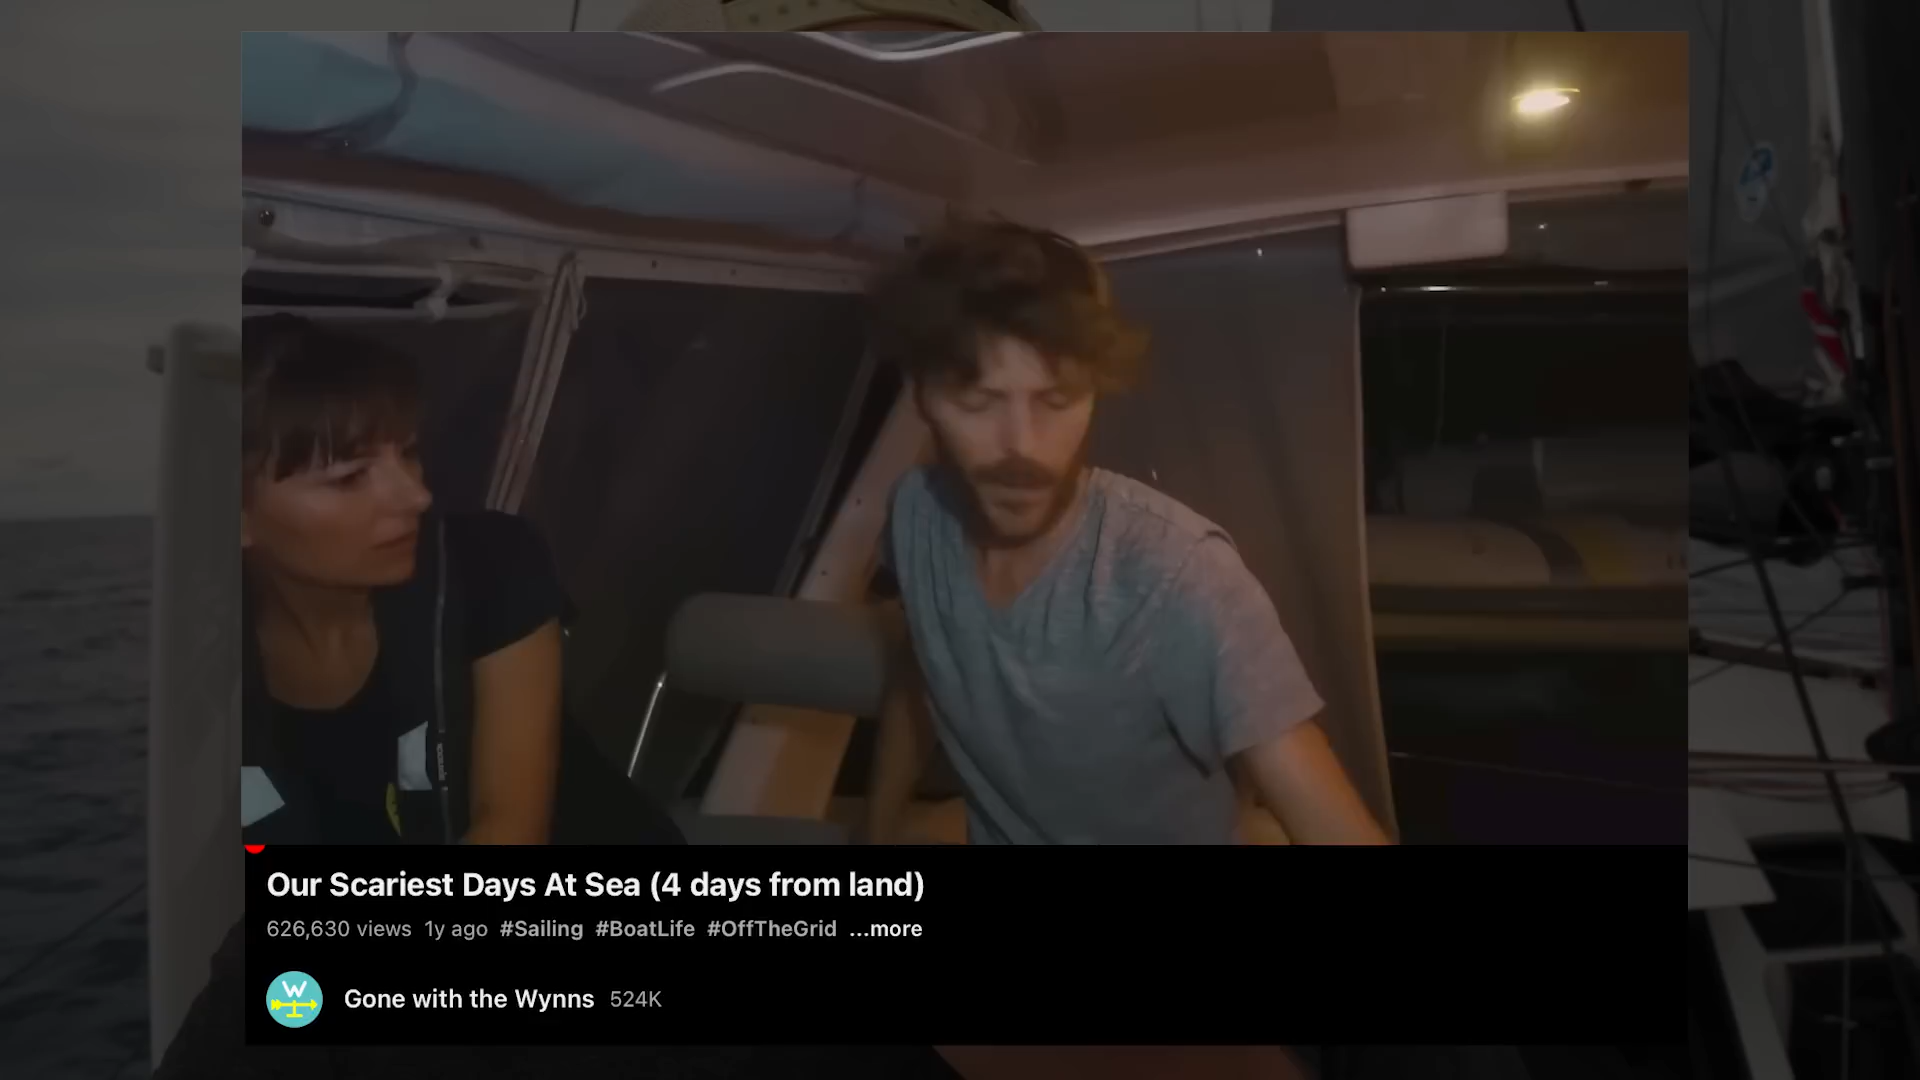 Our Scariest Days At Sea (4 days from land)
626,630 views 1y ago #Sailing #BoatLife #OffTheGrid ...more
W
Gone with the Wynns 524K